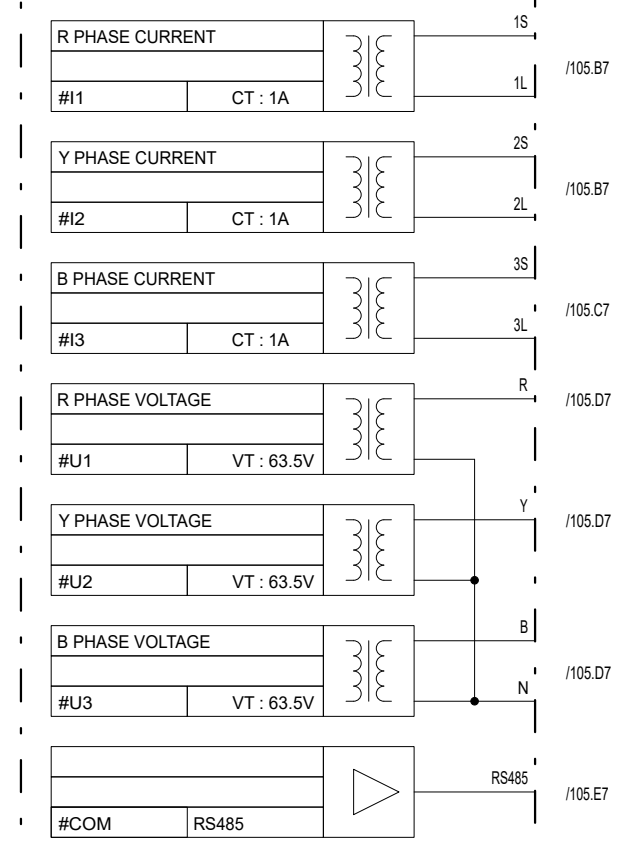 R PHASE CURRENT
1S
/105.B7
1L
#I1 CT : 1A
Y PHASE CURRENT
2S
/105.B7
2L
#I2 CT : 1A
B PHASE CURRENT
3S
/105.C7
3L
#I3 CT : 1A
R PHASE VOLTAGE
R
/105.D7
#U1 VT : 63.5V
Y PHASE VOLTAGE
Y
/105.D7
#U2 VT : 63.5V
B PHASE VOLTAGE
B
/105.D7
N
#U3 VT : 63.5V
RS485
/105.E7
#COM RS485